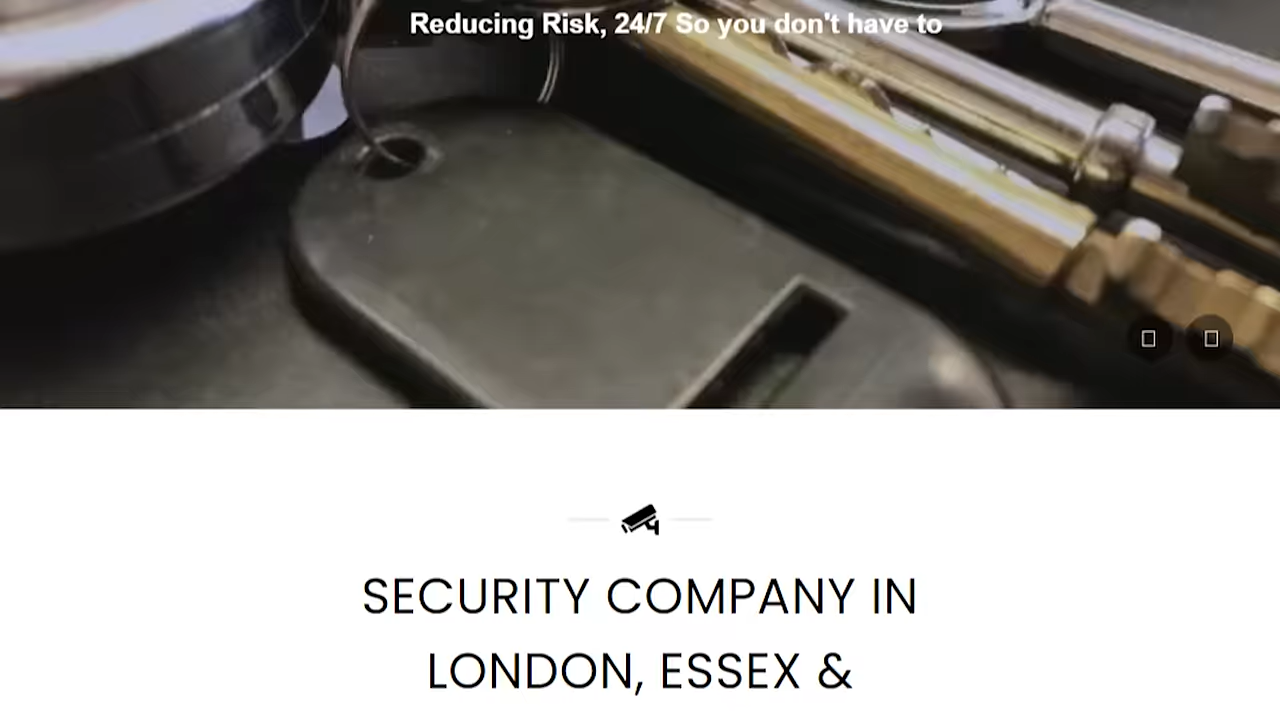 Reducing Risk, 24/7 So you don't have to
SECURITY COMPANY IN
LONDON, ESSEX &